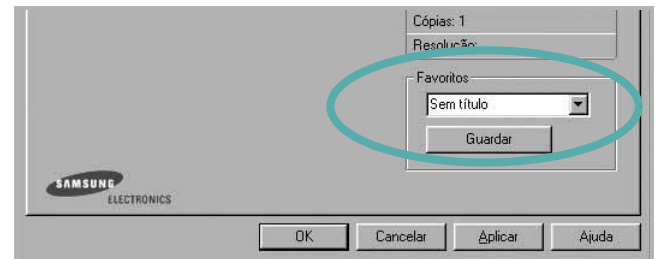 Cópias: 1
Resolução:
Favoritos
Sem título
Guardar
SAMSUNG
ELECTRONICS
OK Cancelar Aplicar Ajuda